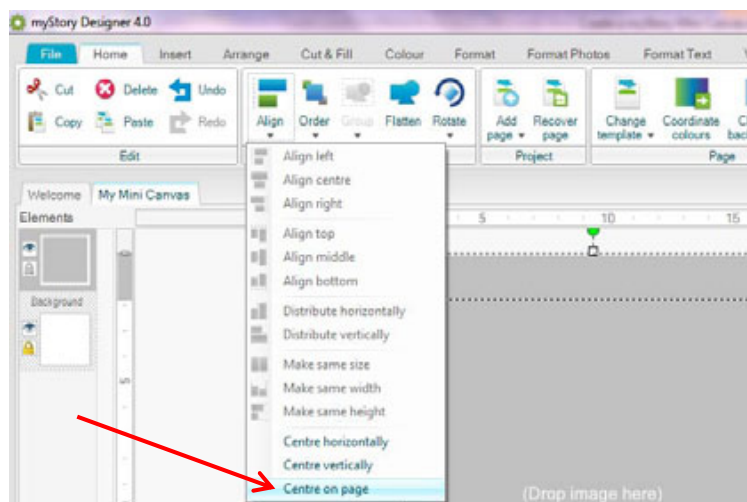 myStory Designer 4.0
File Home Insert Arrange Cut & Fill Colour Format Format Photos Format Text
Cut Delete Undo
Copy Paste Redo
Edit
Align Order Group Flatten Rotate
Add page Recover page
Project
Change template Coordinate colours
Page
Welcome My Mini Canvas
Elements
Background
5 10 15
0
5
Align left
Align centre
Align right
Align top
Align middle
Align bottom
Distribute horizontally
Distribute vertically
Make same size
Make same width
Make same height
Centre horizontally
Centre vertically
Centre on page
(Drop image here)